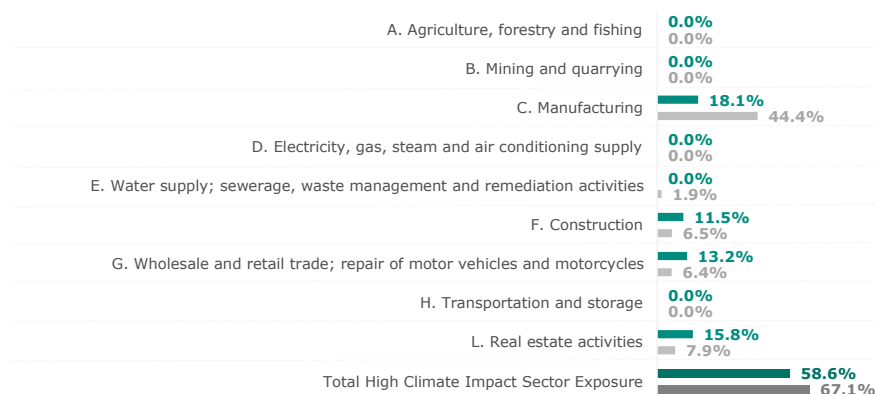 A. Agriculture, forestry and fishing
0.0%
0.0%
B. Mining and quarrying
0.0%
0.0%
C. Manufacturing
18.1%
44.4%
D. Electricity, gas, steam and air conditioning supply
0.0%
0.0%
E. Water supply; sewerage, waste management and remediation activities
0.0%
1.9%
F. Construction
11.5%
6.5%
G. Wholesale and retail trade; repair of motor vehicles and motorcycles
13.2%
6.4%
H. Transportation and storage
0.0%
0.0%
L. Real estate activities
15.8%
7.9%
Total High Climate Impact Sector Exposure
58.6%
67.1%